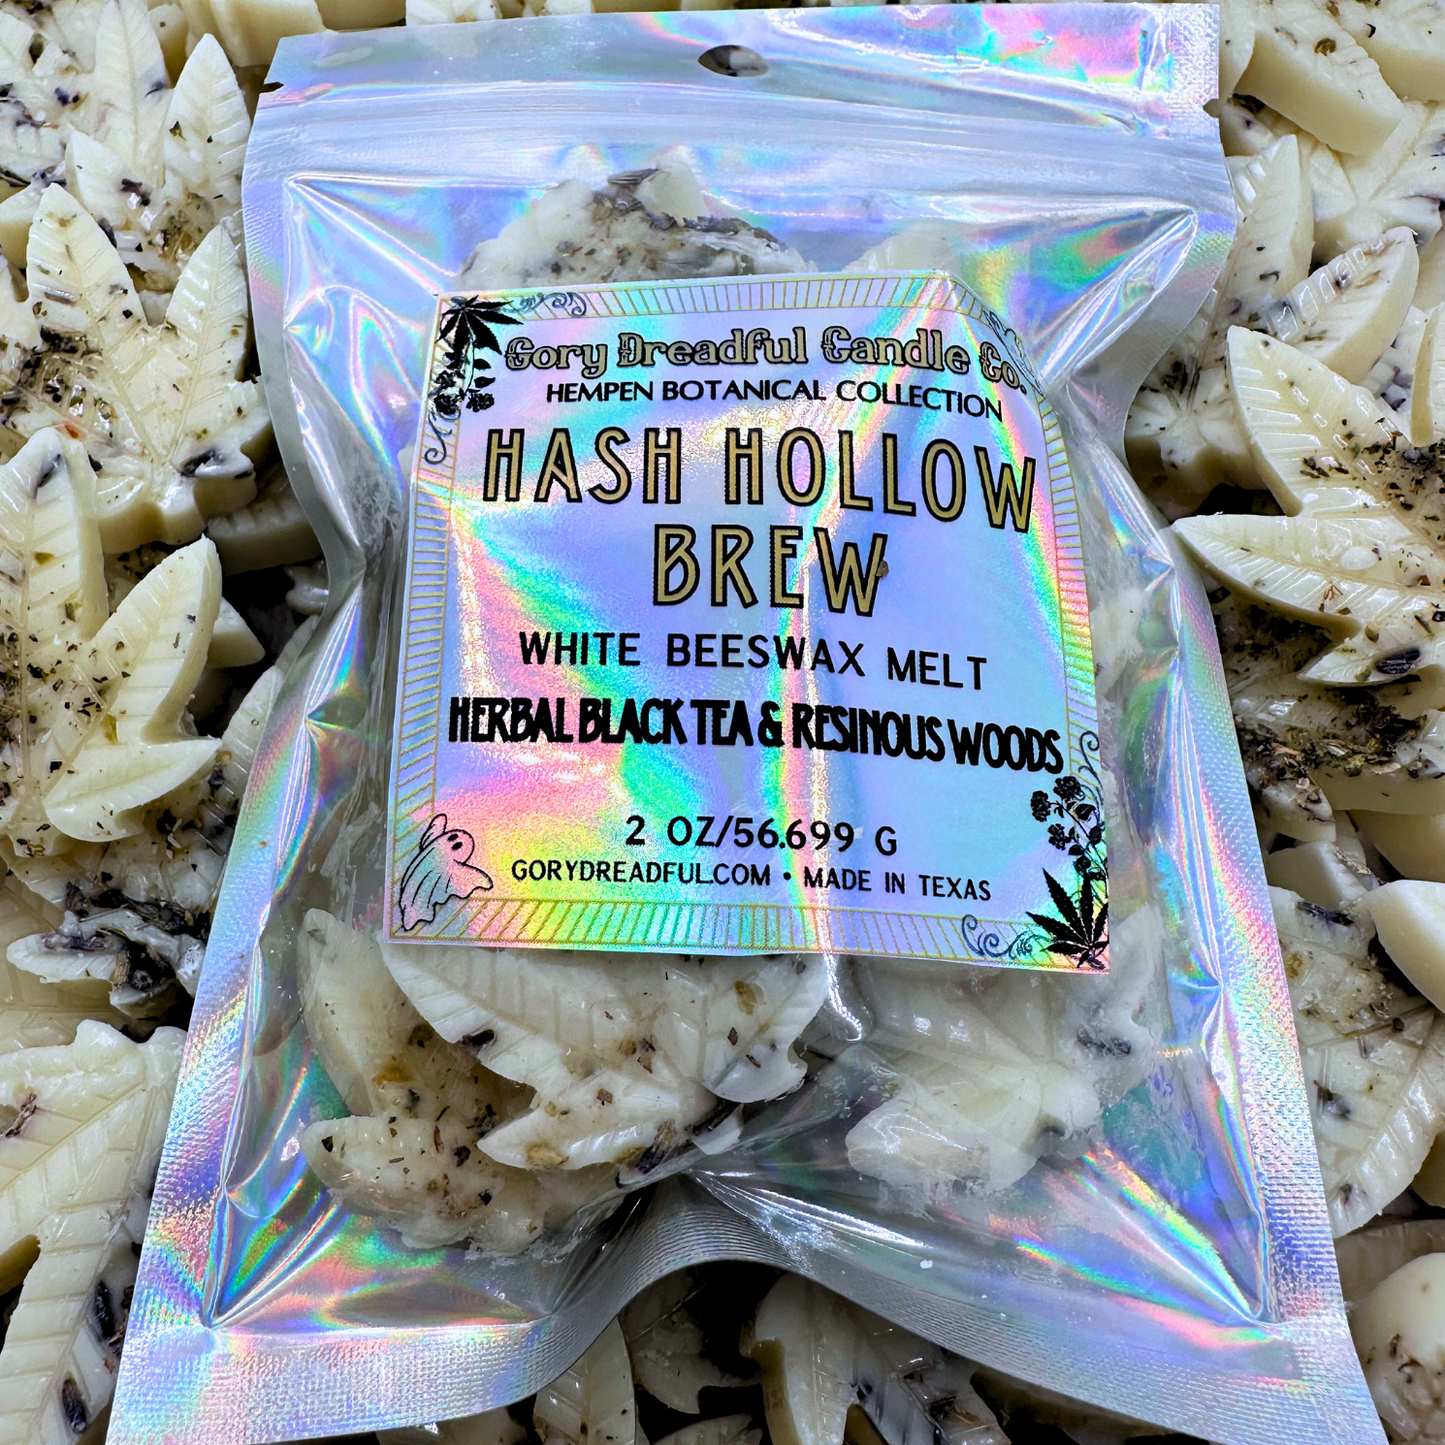 Gory Dreadful Candle Co.
HEMPEN BOTANICAL COLLECTION
HASH HOLLOW
BREW
WHITE BEESWAX MELT
HERBAL BLACK TEA & RESINOUS WOODS
2 OZ/56.699 G
GORYDREADFUL.COM • MADE IN TEXAS